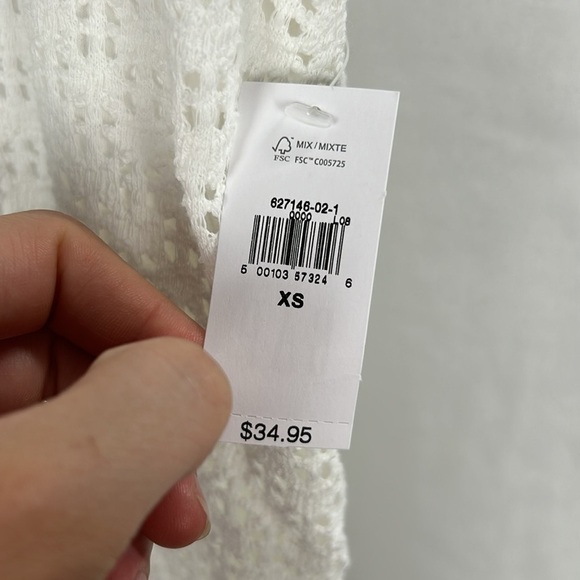 MIX / MIXTE
FSC FSC™ C005725
627146-02-1
0000 L08
5 00103 57324 6
XS
$34.95